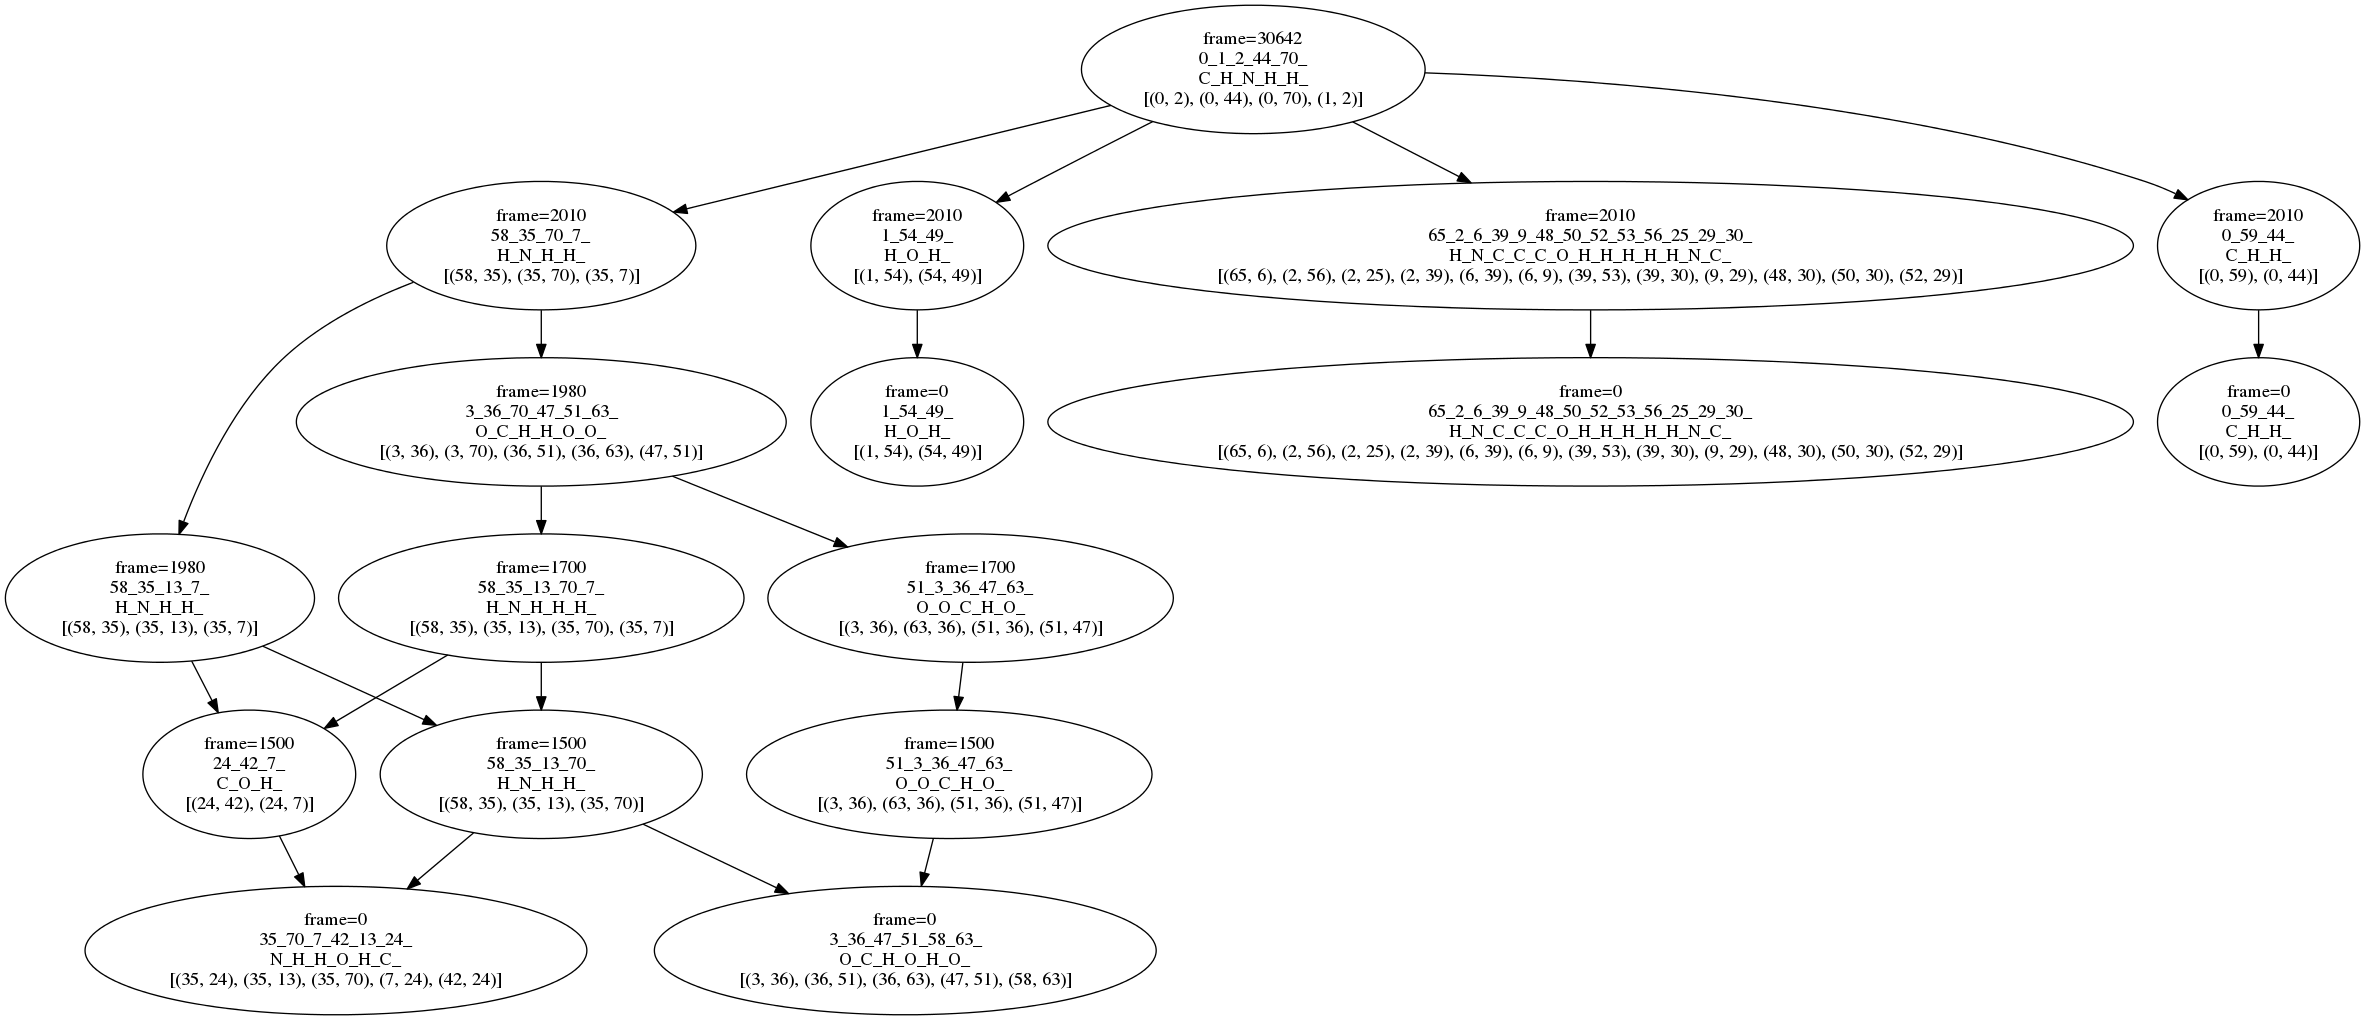 frame=30642
0_1_2_44_70_
C_H_N_H_H_
[(0, 2), (0, 44), (0, 70), (1, 2)]
frame=2010
58_35_70_7_
H_N_H_H_
[(58, 35), (35, 70), (35, 7)]
frame=2010
1_54_49_
H_O_H_
[(1, 54), (54, 49)]
frame=2010
65_2_6_39_9_48_50_52_53_56_25_29_30_
H_N_C_C_C_O_H_H_H_H_H_N_C_
[(65, 6), (2, 56), (2, 25), (2, 39), (6, 39), (6, 9), (39, 53), (39, 30), (9, 29), (48, 30), (50, 30), (52, 29)]
frame=2010
0_59_44_
C_H_H_
[(0, 59), (0, 44)]
frame=1980
3_36_70_47_51_63_
O_C_H_H_O_O_
[(3, 36), (3, 70), (36, 51), (36, 63), (47, 51)]
frame=0
1_54_49_
H_O_H_
[(1, 54), (54, 49)]
frame=0
65_2_6_39_9_48_50_52_53_56_25_29_30_
H_N_C_C_C_O_H_H_H_H_H_N_C_
[(65, 6), (2, 56), (2, 25), (2, 39), (6, 39), (6, 9), (39, 53), (39, 30), (9, 29), (48, 30), (50, 30), (52, 29)]
frame=0
0_59_44_
C_H_H_
[(0, 59), (0, 44)]
frame=1980
58_35_13_7_
H_N_H_H_
[(58, 35), (35, 13), (35, 7)]
frame=1700
58_35_13_70_7_
H_N_H_H_H_
[(58, 35), (35, 13), (35, 70), (35, 7)]
frame=1700
51_3_36_47_63_
O_O_C_H_O_
[(3, 36), (63, 36), (51, 36), (51, 47)]
frame=1500
24_42_7_
C_O_H_
[(24, 42), (24, 7)]
frame=1500
58_35_13_70_
H_N_H_H_
[(58, 35), (35, 13), (35, 70)]
frame=1500
51_3_36_47_63_
O_O_C_H_O_
[(3, 36), (63, 36), (51, 36), (51, 47)]
frame=0
35_70_7_42_13_24_
N_H_H_O_H_C_
[(35, 24), (35, 13), (35, 70), (7, 24), (42, 24)]
frame=0
3_36_47_51_58_63_
O_C_H_O_H_O_
[(3, 36), (36, 51), (36, 63), (47, 51), (58, 63)]